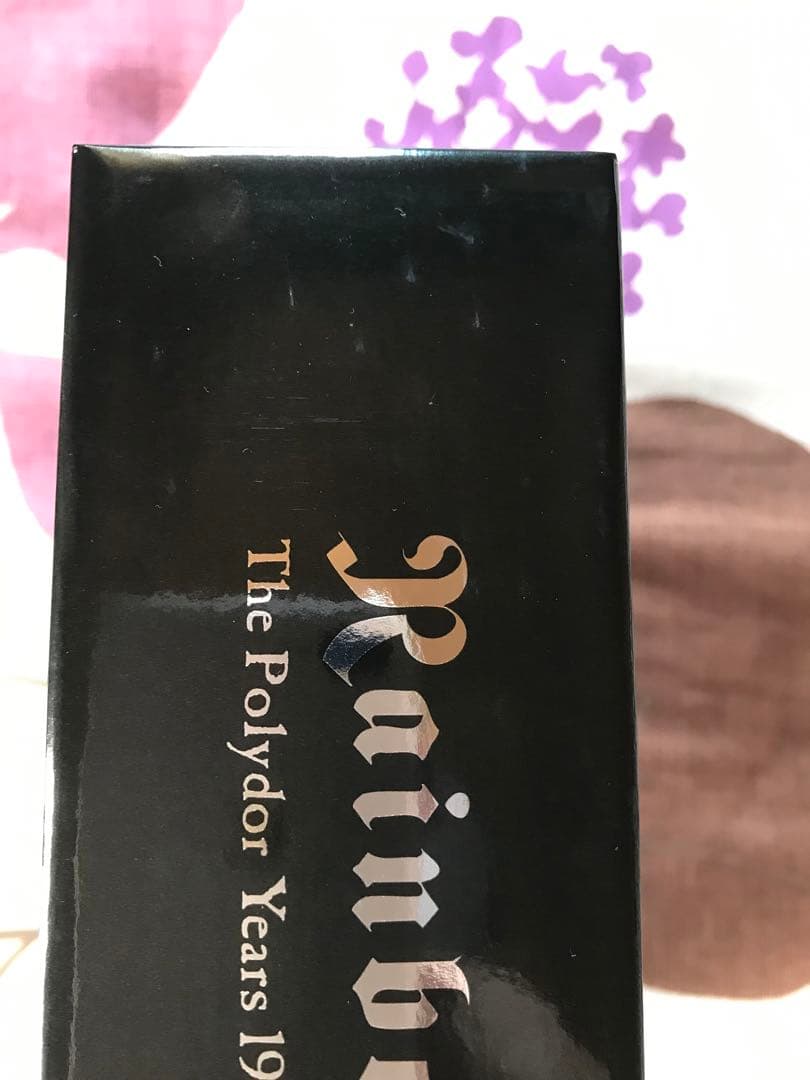 Rainb
The Polydor Years 19